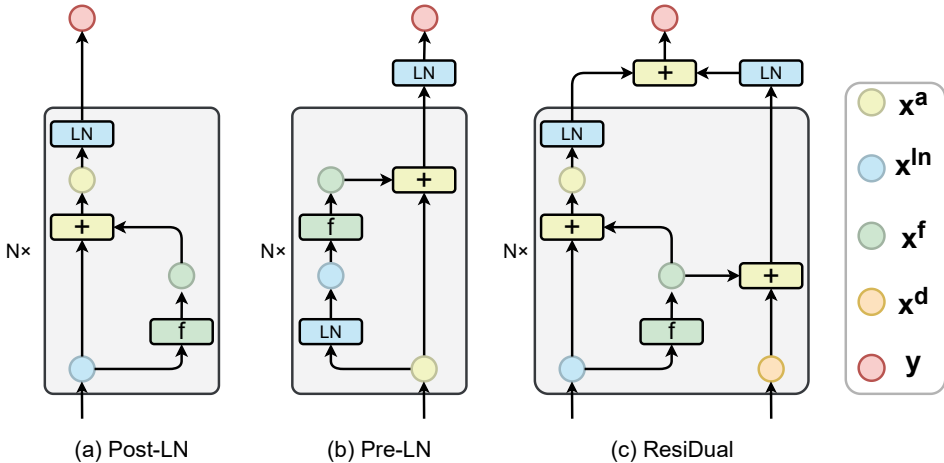 LN
+
f
N×
(a) Post-LN
LN
+
f
LN
N×
(b) Pre-LN
+
LN
LN
+
+
f
N×
(c) ResiDual
x^a
x^ln
x^f
x^d
y